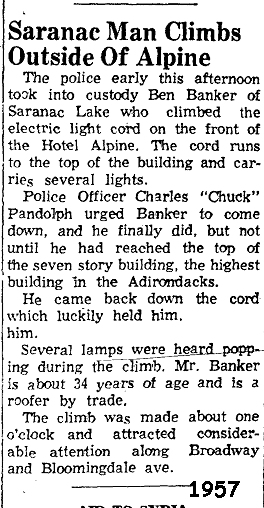 Saranac Man Climbs
Outside Of Alpine
The police early this afternoon
took into custody Ben Banker of
Saranac Lake who climbed the
electric light cord on the front of
the Hotel Alpine. The cord runs
to the top of the building and car-
ries several lights.
Police Officer Charles "Chuck"
Pandolph urged Banker to come
down, and he finally did, but not
until he had reached the top of
the seven story building, the highest
building in the Adirondacks.
He came back down the cord
which luckily held him.
him.
Several lamps were heard popp-
ing during the climb. Mr. Banker
is about 34 years of age and is a
roofer by trade.
The climb was made about one
o'clock and attracted consider-
able attention along Broadway
and Bloomingdale ave.
1957
AID TO SYRIA